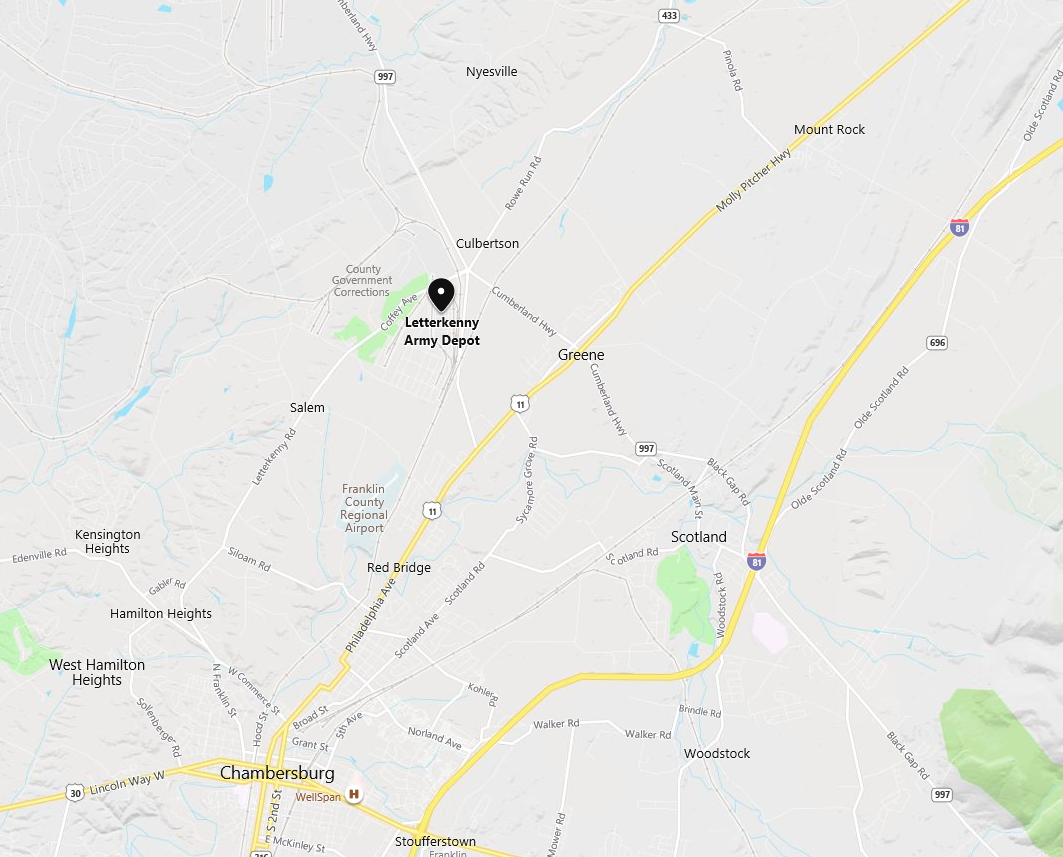 Cumberland Hwy
433
997
Nyesville
Pinola Rd
Olde Scotland Rd
Mount Rock
Rowe Run Rd
Molly Pitcher Hwy
81
Culbertson
County
Government
Corrections
Coffey Ave
Cumberland Hwy
Letterkenny
Army Depot
696
Greene
Cumberland Hwy
Olde Scotland Rd
11
Salem
Letterkenny Rd
Sycamore Grove Rd
997
Scotland Main St
Black Gap Rd
Olde Scotland Rd
Franklin
County
Regional
Airport
11
Kensington
Heights
Edenville Rd
Siloam Rd
Scotland
Scotland Rd
81
Red Bridge
Scotland Rd
Gabler Rd
Hamilton Heights
Philadelphia Ave
Scotland Ave
Woodstock Rd
West Hamilton
Heights
N Franklin St
W Commerce St
Sollenberger Rd
Hood St
Broad St
5th Ave
Grant St
Kohler Rd
Norland Ave
Walker Rd
Walker Rd
Brindle Rd
Woodstock
Black Gap Rd
997
Chambersburg
30
Lincoln Way W
WellSpan
H
S 2nd St
McKinley St
Mower Rd
Stoufferstown
Franklin